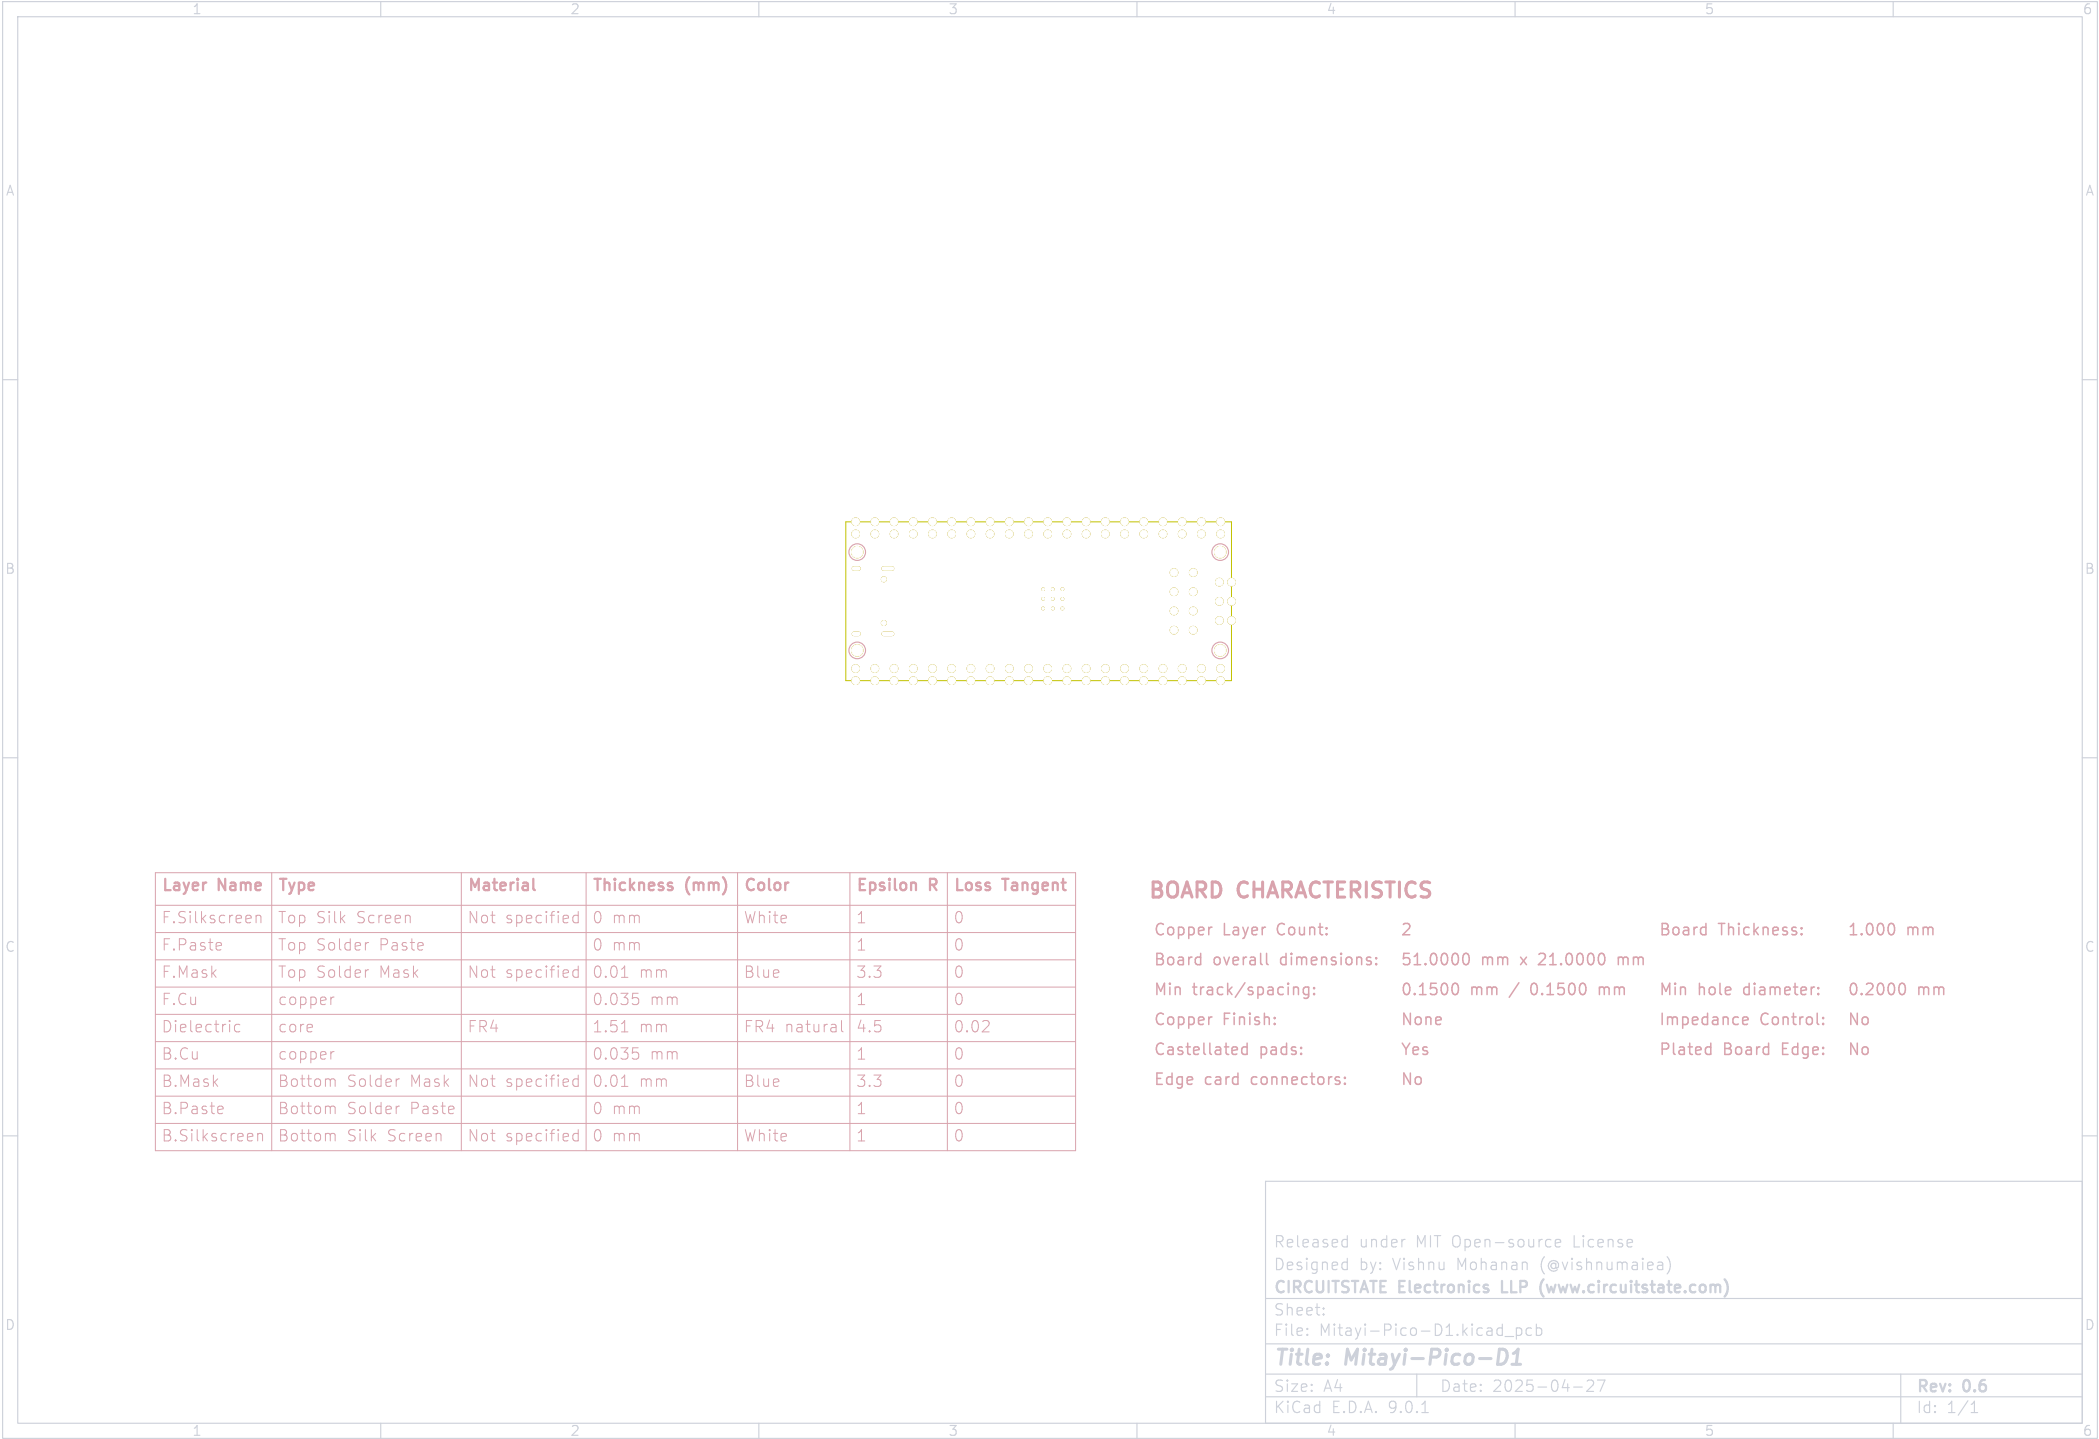 1 2 3 4 5 6
A A
B B
Layer Name Type Material Thickness (mm) Color Epsilon R Loss Tangent
F.Silkscreen Top Silk Screen Not specified 0 mm White 1 0
F.Paste Top Solder Paste 0 mm 1 0
F.Mask Top Solder Mask Not specified 0.01 mm Blue 3.3 0
F.Cu copper 0.035 mm 1 0
Dielectric core FR4 1.51 mm FR4 natural 4.5 0.02
B.Cu copper 0.035 mm 1 0
B.Mask Bottom Solder Mask Not specified 0.01 mm Blue 3.3 0
B.Paste Bottom Solder Paste 0 mm 1 0
B.Silkscreen Bottom Silk Screen Not specified 0 mm White 1 0
BOARD CHARACTERISTICS
Copper Layer Count: 2 Board Thickness: 1.000 mm
Board overall dimensions: 51.0000 mm x 21.0000 mm
Min track/spacing: 0.1500 mm / 0.1500 mm Min hole diameter: 0.2000 mm
Copper Finish: None Impedance Control: No
Castellated pads: Yes Plated Board Edge: No
Edge card connectors: No
C C
Released under MIT Open-source License
Designed by: Vishnu Mohanan (@vishnumaiea)
CIRCUITSTATE Electronics LLP (www.circuitstate.com)
Sheet:
File: Mitayi-Pico-D1.kicad_pcb
D D
Title: Mitayi-Pico-D1
Size: A4 Date: 2025-04-27 Rev: 0.6
KiCad E.D.A. 9.0.1 Id: 1/1
1 2 3 4 5 6